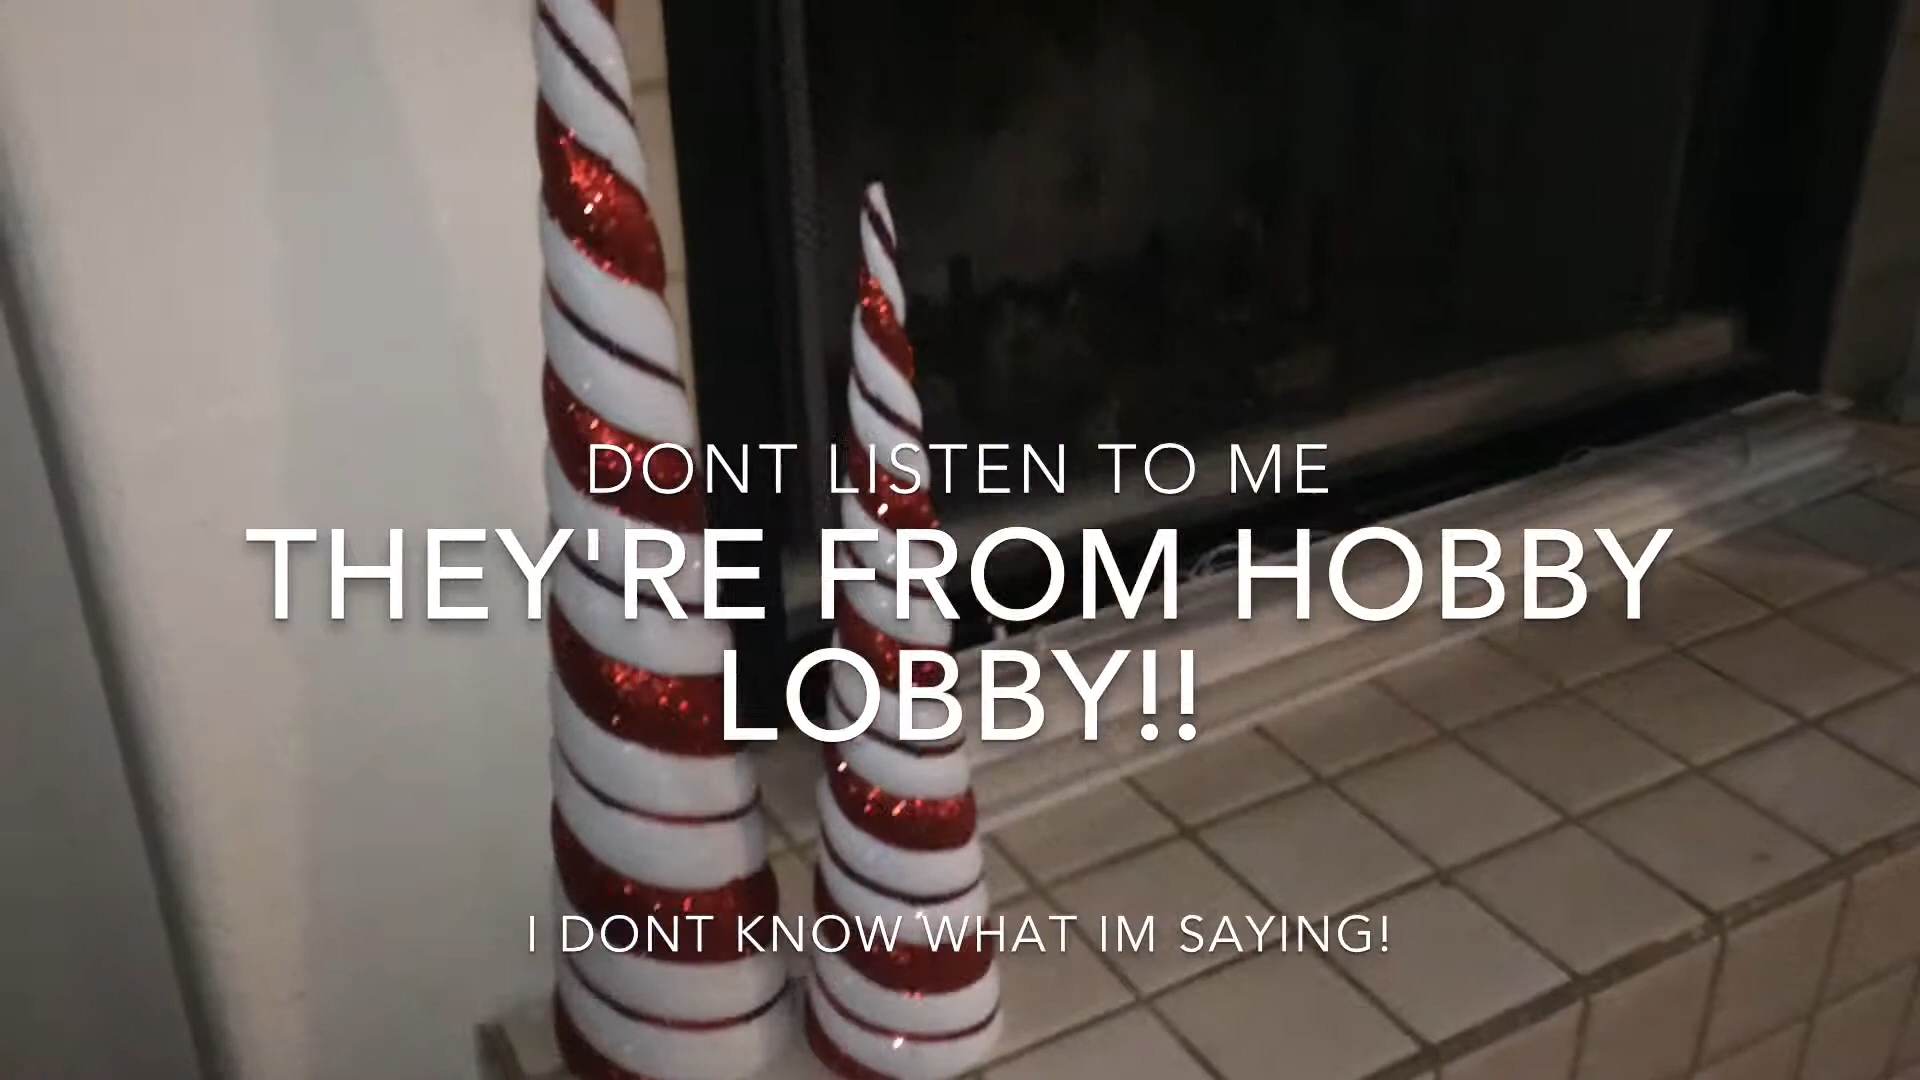 DONT LISTEN TO ME
THEY'RE FROM HOBBY
LOBBY!!
I DONT KNOW WHAT IM SAYING!